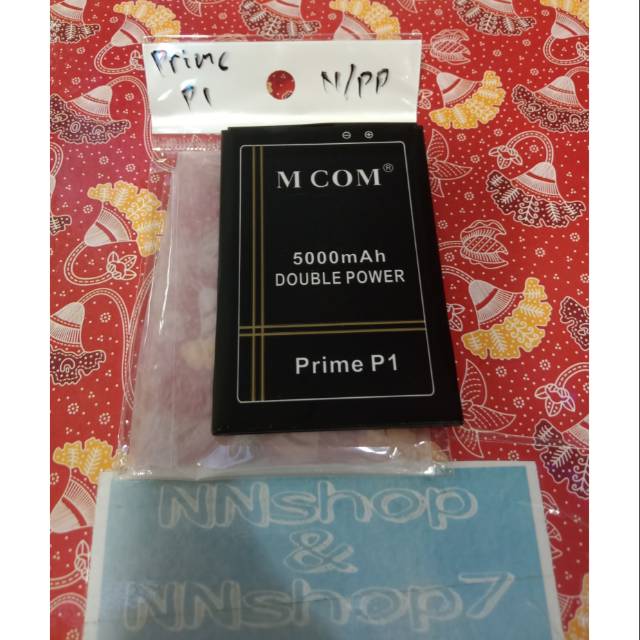 Prime
P1
N/PP
M COM®
5000mAh
DOUBLE POWER
Prime P1
NNshop
&
NNshop7